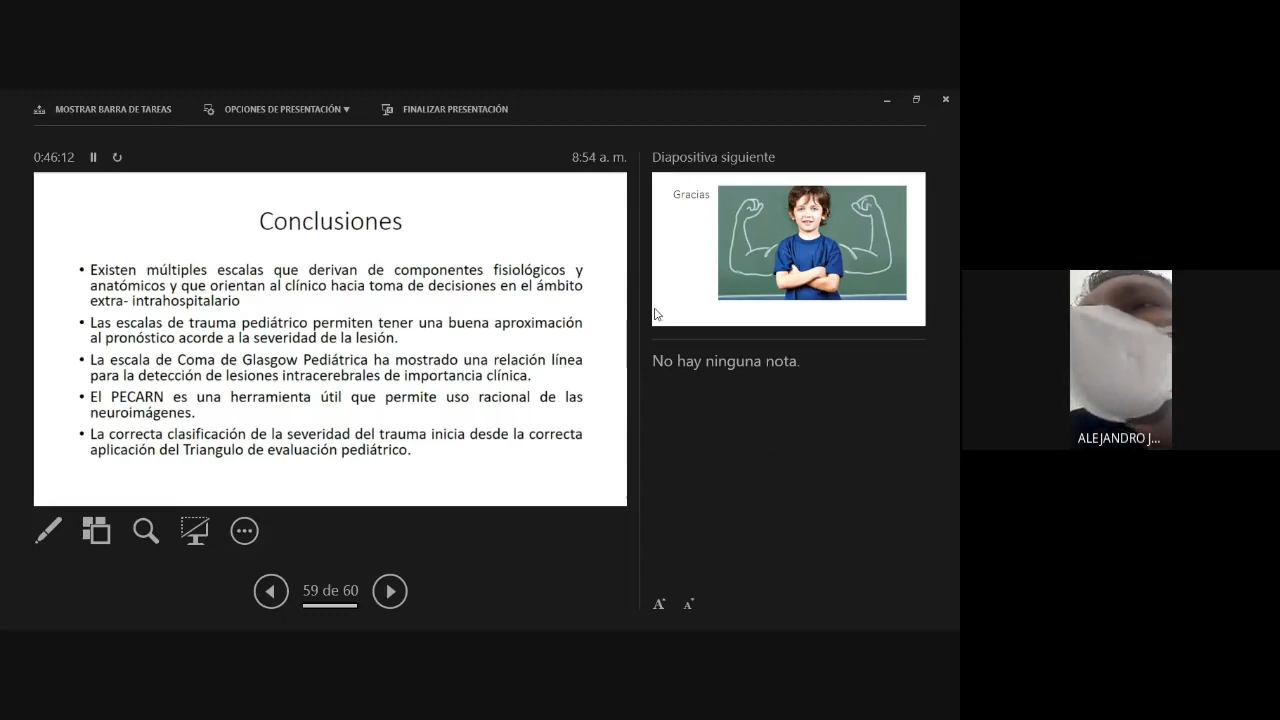 MOSTRAR BARRA DE TAREAS
OPCIONES DE PRESENTACIÓN ▼
FINALIZAR PRESENTACIÓN
0:46:12
8:54 a. m.
Conclusiones
• Existen múltiples escalas que derivan de componentes fisiológicos y
anatómicos y que orientan al clínico hacia toma de decisiones en el ámbito
extra- intrahospitalario
• Las escalas de trauma pediátrico permiten tener una buena aproximación
al pronóstico acorde a la severidad de la lesión.
• La escala de Coma de Glasgow Pediátrica ha mostrado una relación línea
para la detección de lesiones intracerebrales de importancia clínica.
• El PECARN es una herramienta útil que permite uso racional de las
neuroimágenes.
• La correcta clasificación de la severidad del trauma inicia desde la correcta
aplicación del Triangulo de evaluación pediátrico.
59 de 60
Diapositiva siguiente
Gracias
No hay ninguna nota.
A A
ALEJANDRO J...